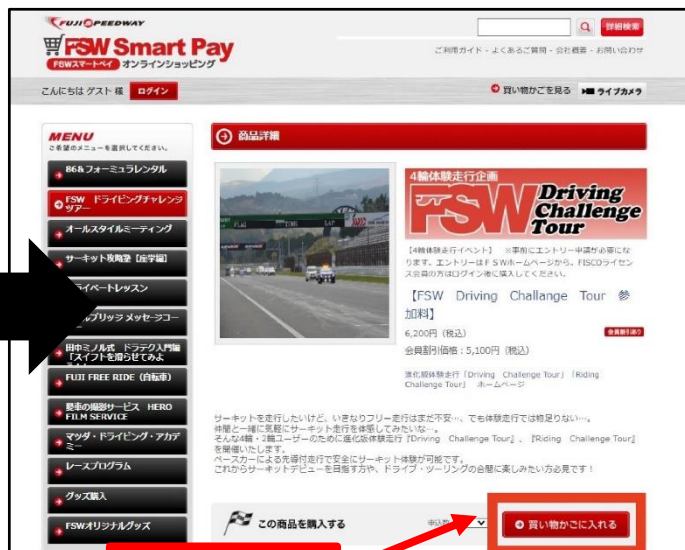 FUJI SPEEDWAY
FSW Smart Pay
FSWスマートペイ オンラインショッピング
詳細検索
ご利用ガイド - よくあるご質問 - 会社概要 - お問い合わせ
こんにちは ゲスト 様 ログイン
買い物かごを見る ライブカメラ
MENU
ご希望のメニューを選択してください。
86&フォーミュラレンタル
FSW ドライビングチャレンジツアー
オールスタイルミーティング
サーキット攻略塾【座学編】
ライベートレッスン
ルブリッジ メッセージコー
田中ミノル式 ドラテク入門編
「スイフトを滑らせてみよ
FUJI FREE RIDE（自転車）
愛車の撮影サービス HERO
FILM SERVICE
マツダ・ドライビング・アカデ
ミー
レースプログラム
グッズ購入
FSWオリジナルグッズ
商品詳細
4輪体験走行企画
FSW Driving
Challenge
Tour
【4輪体験走行イベント】 ※事前にエントリー申請が必要にな
ります。エントリーはＦＳＷホームページから、FISCOライセン
ス会員の方はログイン後に購入してください。
【FSW Driving Challange Tour 参
加料】
6,200円（税込） 会員割引あり
会員割引価格：5,100円（税込）
進化版体験走行「Driving Challenge Tour」「Riding
Challenge Tour」 ホームページ
サーキットを走行したいけど、いきなりフリー走行はまだ不安…、でも体験走行では物足りない…。
仲間と一緒に気軽にサーキット走行を体感してみたいな〜。
そんな4輪・2輪ユーザーのために進化版体験走行『Driving Challenge Tour』、『Riding Challenge Tour』
を開催いたします。
ペースカーによる先導付走行で安全にサーキット体験が可能です。
これからサーキットデビューを目指す方や、ドライブ・ツーリングの合間に楽しみたい方必見です！
この商品を購入する
申込数
買い物かごに入れる